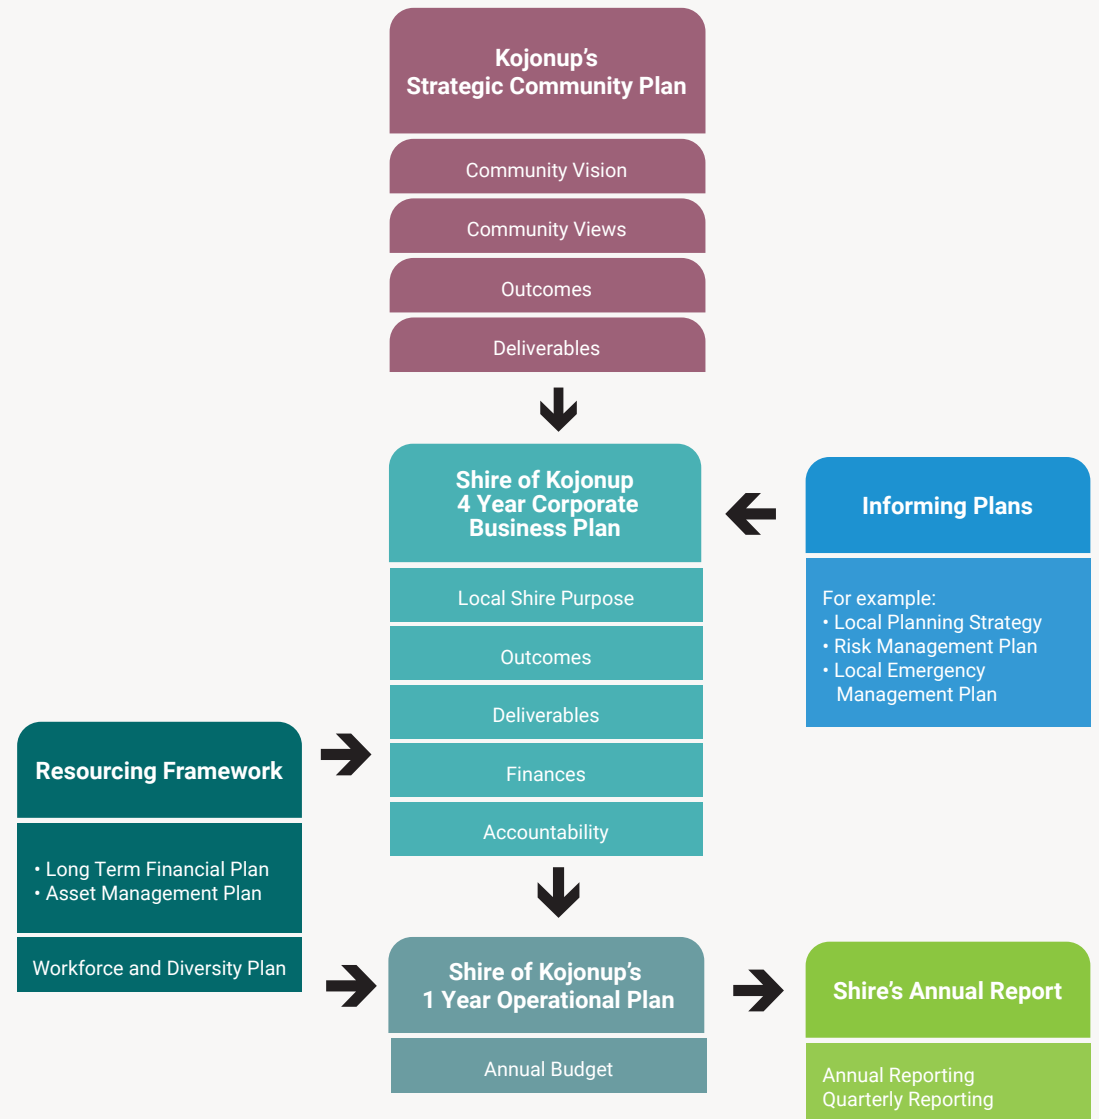 Kojonup’s
Strategic Community Plan
Community Vision
Community Views
Outcomes
Deliverables
Shire of Kojonup
4 Year Corporate
Business Plan
Local Shire Purpose
Outcomes
Deliverables
Finances
Accountability
Informing Plans
For example:
• Local Planning Strategy
• Risk Management Plan
• Local Emergency
Management Plan
Resourcing Framework
• Long Term Financial Plan
• Asset Management Plan
Workforce and Diversity Plan
Shire of Kojonup’s
1 Year Operational Plan
Annual Budget
Shire’s Annual Report
Annual Reporting
Quarterly Reporting